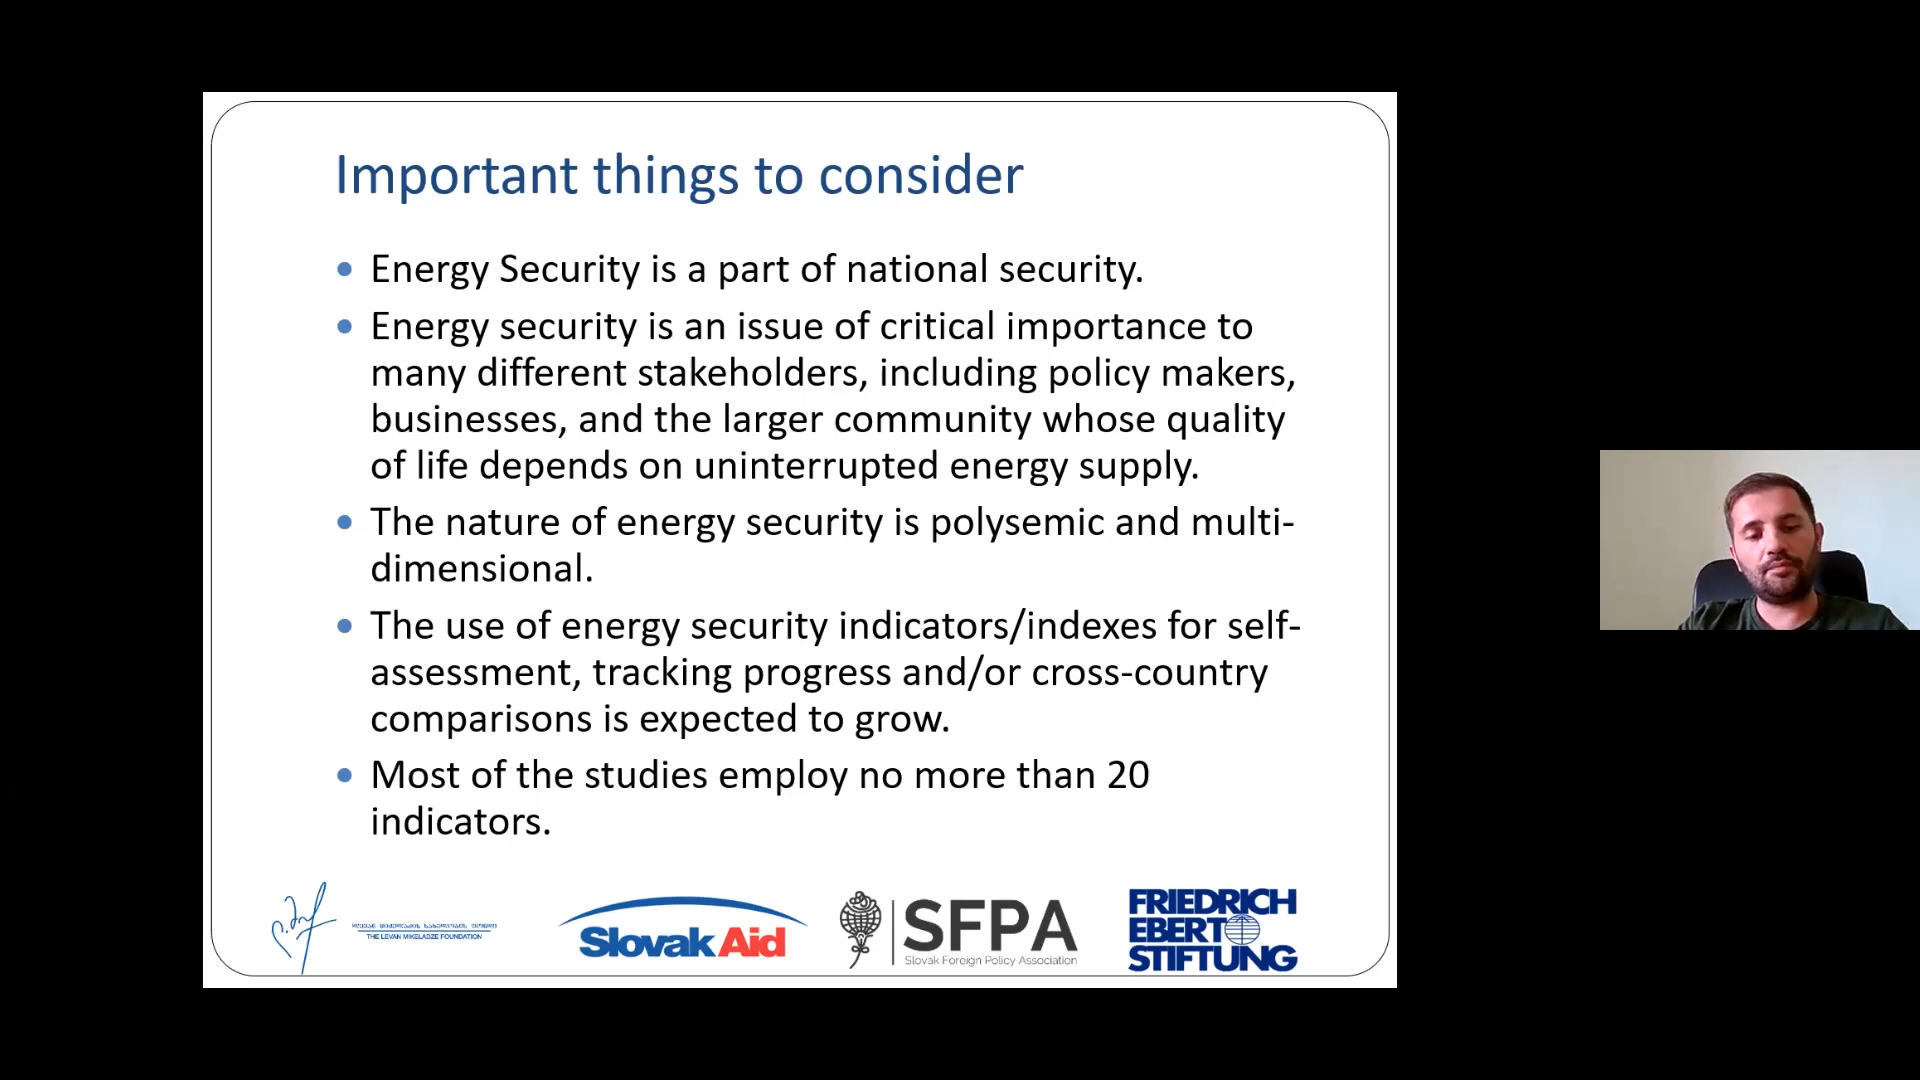 Important things to consider
• Energy Security is a part of national security.
• Energy security is an issue of critical importance to
many different stakeholders, including policy makers,
businesses, and the larger community whose quality
of life depends on uninterrupted energy supply.
• The nature of energy security is polysemic and multi-
dimensional.
• The use of energy security indicators/indexes for self-
assessment, tracking progress and/or cross-country
comparisons is expected to grow.
• Most of the studies employ no more than 20
indicators.
THE LEVAN MIKELADZE FOUNDATION
SlovakAid
SFPA
Slovak Foreign Policy Association
FRIEDRICH
EBERT
STIFTUNG